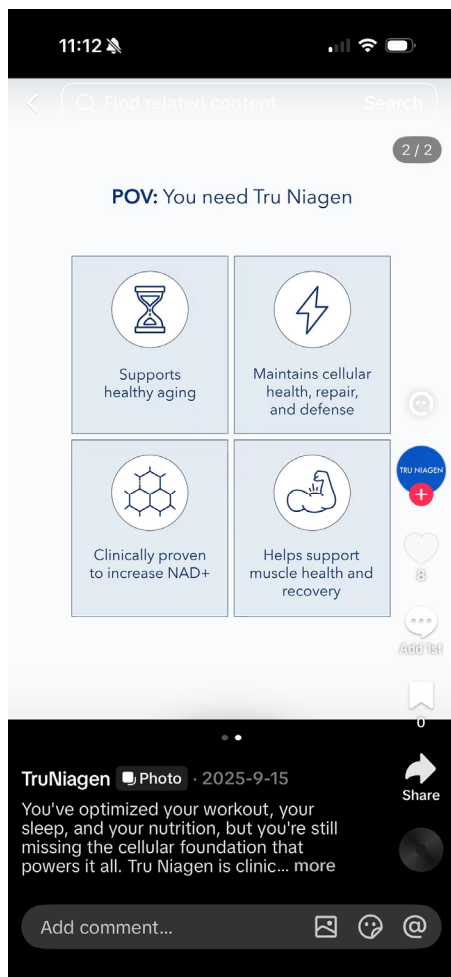 11:12
Find related content
Search
2 / 2
POV: You need Tru Niagen
Supports
healthy aging
Maintains cellular
health, repair,
and defense
Clinically proven
to increase NAD+
Helps support
muscle health and
recovery
TRU NIAGEN
8
Add 1st
0
Share
TruNiagen Photo · 2025-9-15
You've optimized your workout, your
sleep, and your nutrition, but you're still
missing the cellular foundation that
powers it all. Tru Niagen is clinic... more
Add comment...